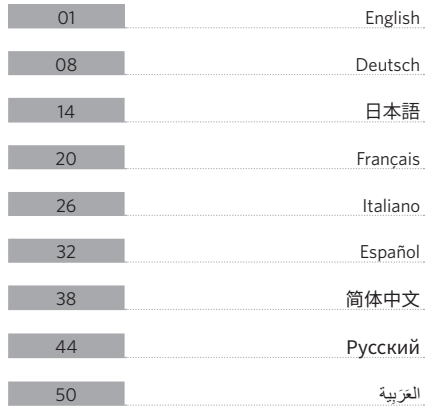 01 English
08 Deutsch
14 日本語
20 Français
26 Italiano
32 Español
38 简体中文
44 Русский
50 العَرَبِية